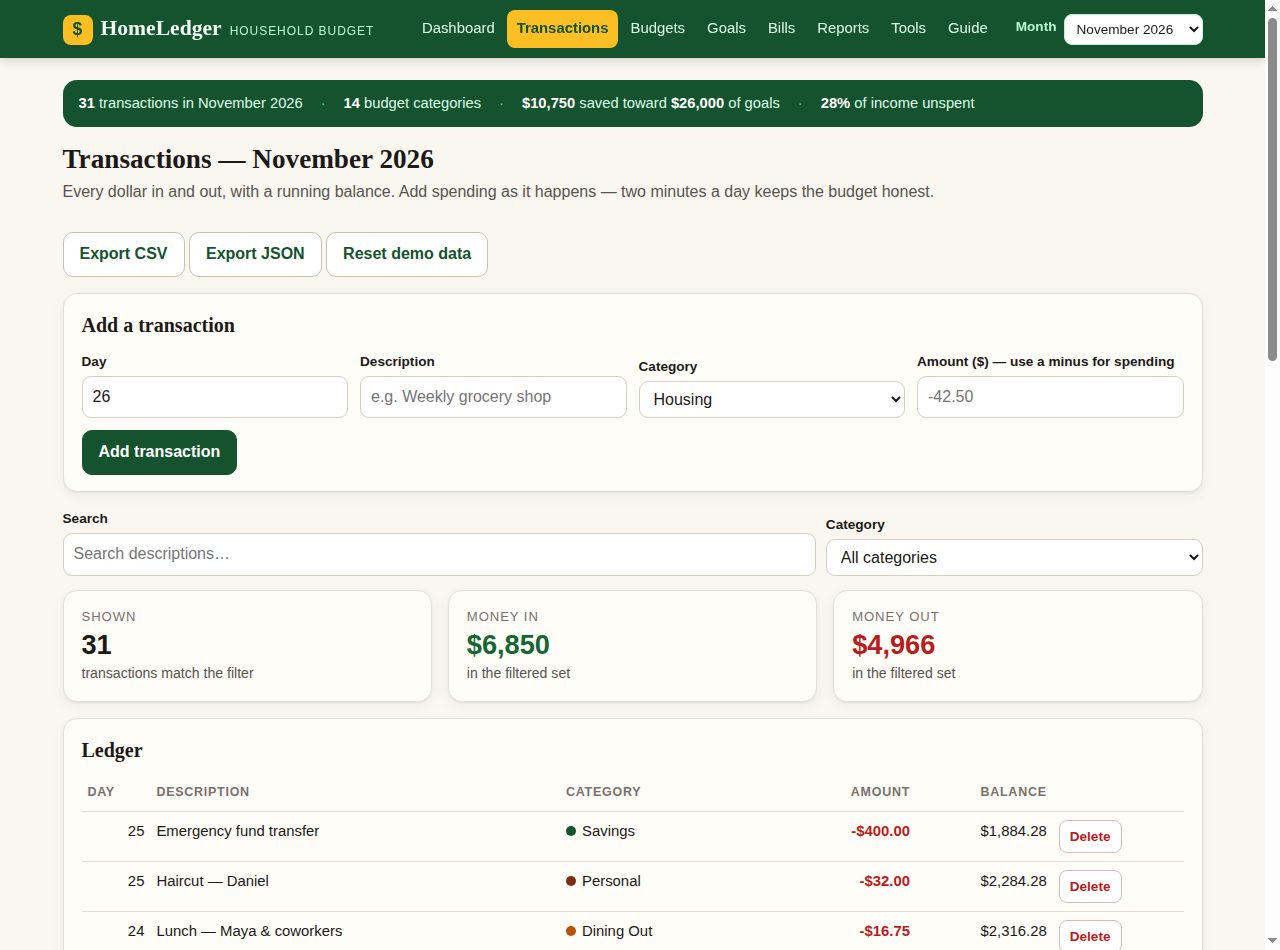 $ HomeLedger HOUSEHOLD BUDGET Dashboard Transactions Budgets Goals Bills Reports Tools Guide Month November 2026
31 transactions in November 2026 · 14 budget categories · $10,750 saved toward $26,000 of goals · 28% of income unspent
Transactions — November 2026
Every dollar in and out, with a running balance. Add spending as it happens — two minutes a day keeps the budget honest.
Export CSV Export JSON Reset demo data
Add a transaction
Day Description Category Amount ($) — use a minus for spending
26 e.g. Weekly grocery shop Housing -42.50
Add transaction
Search Category
Search descriptions… All categories
SHOWN MONEY IN MONEY OUT
31 $6,850 $4,966
transactions match the filter in the filtered set in the filtered set
Ledger
DAY DESCRIPTION CATEGORY AMOUNT BALANCE
25 Emergency fund transfer Savings -$400.00 $1,884.28 Delete
25 Haircut — Daniel Personal -$32.00 $2,284.28 Delete
24 Lunch — Maya & coworkers Dining Out -$16.75 $2,316.28 Delete